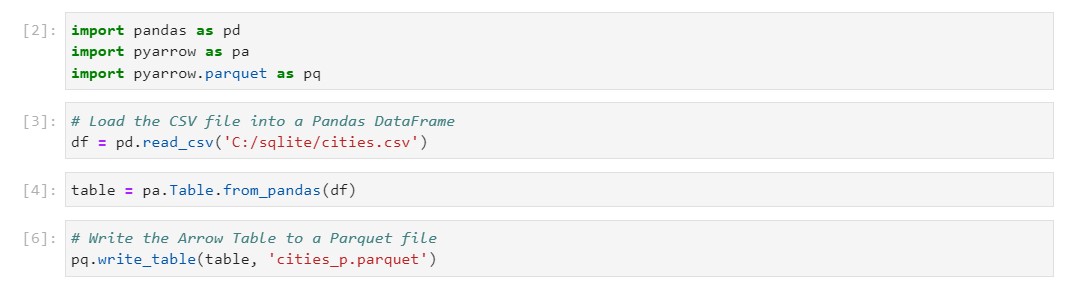 [2]: import pandas as pd
import pyarrow as pa
import pyarrow.parquet as pq
[3]: # Load the CSV file into a Pandas DataFrame
df = pd.read_csv('C:/sqlite/cities.csv')
[4]: table = pa.Table.from_pandas(df)
[6]: # Write the Arrow Table to a Parquet file
pq.write_table(table, 'cities_p.parquet')